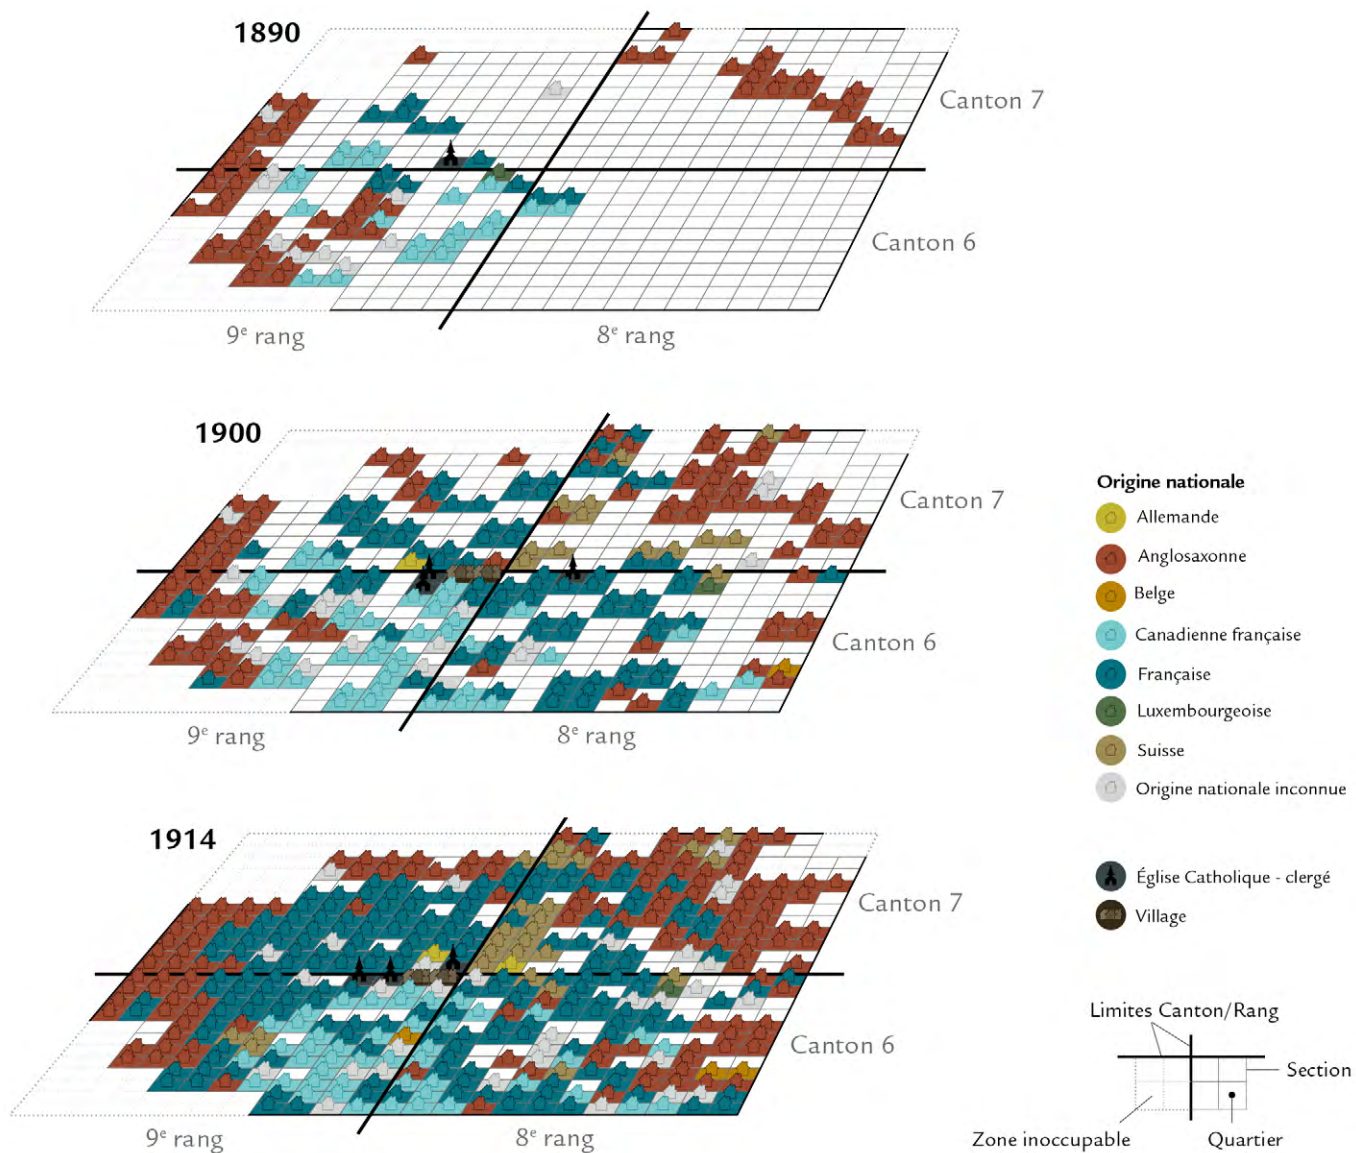 1890
Canton 7
Canton 6
9e rang
8e rang
1900
Canton 7
Canton 6
9e rang
8e rang
Origine nationale
Allemande
Anglosaxonne
Belge
Canadienne française
Française
Luxembourgeoise
Suisse
Origine nationale inconnue
Église Catholique - clergé
Village
1914
Canton 7
Canton 6
9e rang
8e rang
Limites Canton/Rang
Section
Zone inoccupable
Quartier